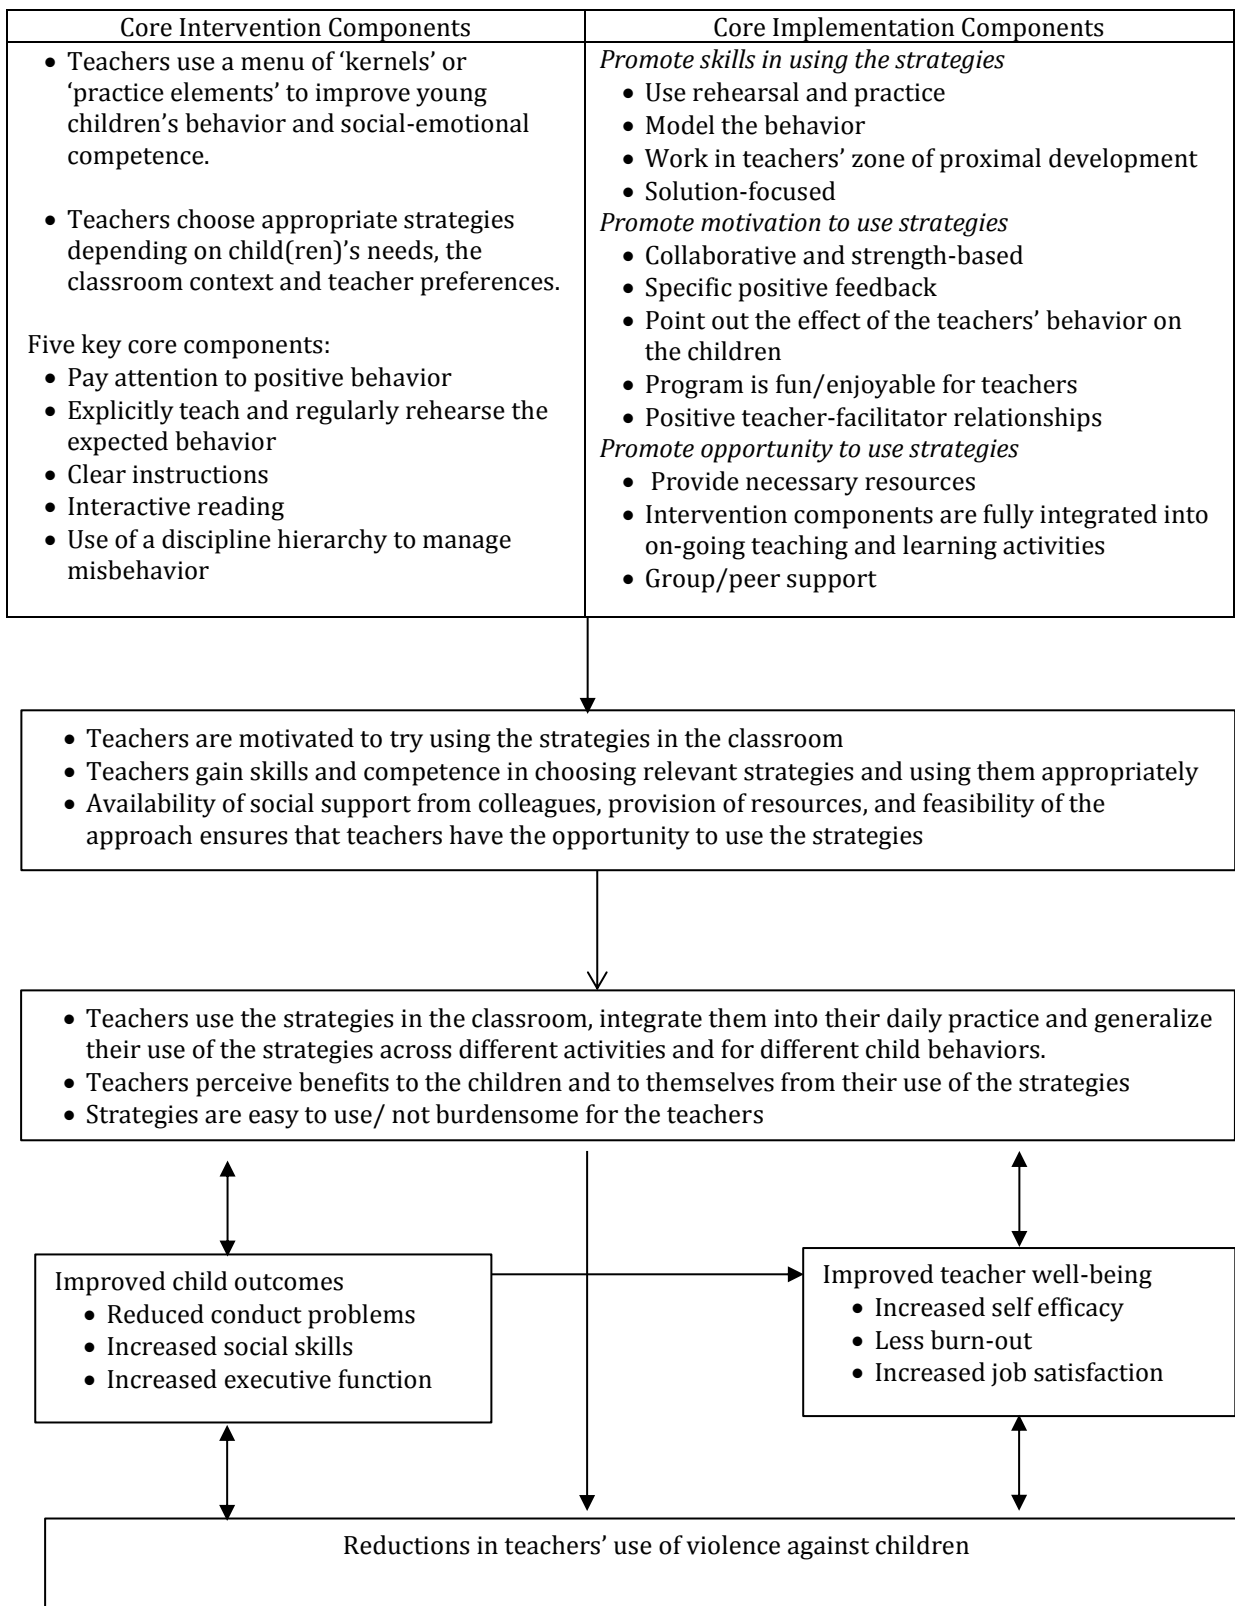 Core Intervention Components
• Teachers use a menu of ‘kernels’ or
‘practice elements’ to improve young
children’s behavior and social-emotional
competence.
• Teachers choose appropriate strategies
depending on child(ren)’s needs, the
classroom context and teacher preferences.
Five key core components:
• Pay attention to positive behavior
• Explicitly teach and regularly rehearse the
expected behavior
• Clear instructions
• Interactive reading
• Use of a discipline hierarchy to manage
misbehavior
Core Implementation Components
Promote skills in using the strategies
• Use rehearsal and practice
• Model the behavior
• Work in teachers’ zone of proximal development
• Solution-focused
Promote motivation to use strategies
• Collaborative and strength-based
• Specific positive feedback
• Point out the effect of the teachers’ behavior on
the children
• Program is fun/enjoyable for teachers
• Positive teacher-facilitator relationships
Promote opportunity to use strategies
• Provide necessary resources
• Intervention components are fully integrated into
on-going teaching and learning activities
• Group/peer support
• Teachers are motivated to try using the strategies in the classroom
• Teachers gain skills and competence in choosing relevant strategies and using them appropriately
• Availability of social support from colleagues, provision of resources, and feasibility of the
approach ensures that teachers have the opportunity to use the strategies
• Teachers use the strategies in the classroom, integrate them into their daily practice and generalize
their use of the strategies across different activities and for different child behaviors.
• Teachers perceive benefits to the children and to themselves from their use of the strategies
• Strategies are easy to use/ not burdensome for the teachers
Improved child outcomes
• Reduced conduct problems
• Increased social skills
• Increased executive function
Improved teacher well-being
• Increased self efficacy
• Less burn-out
• Increased job satisfaction
Reductions in teachers’ use of violence against children